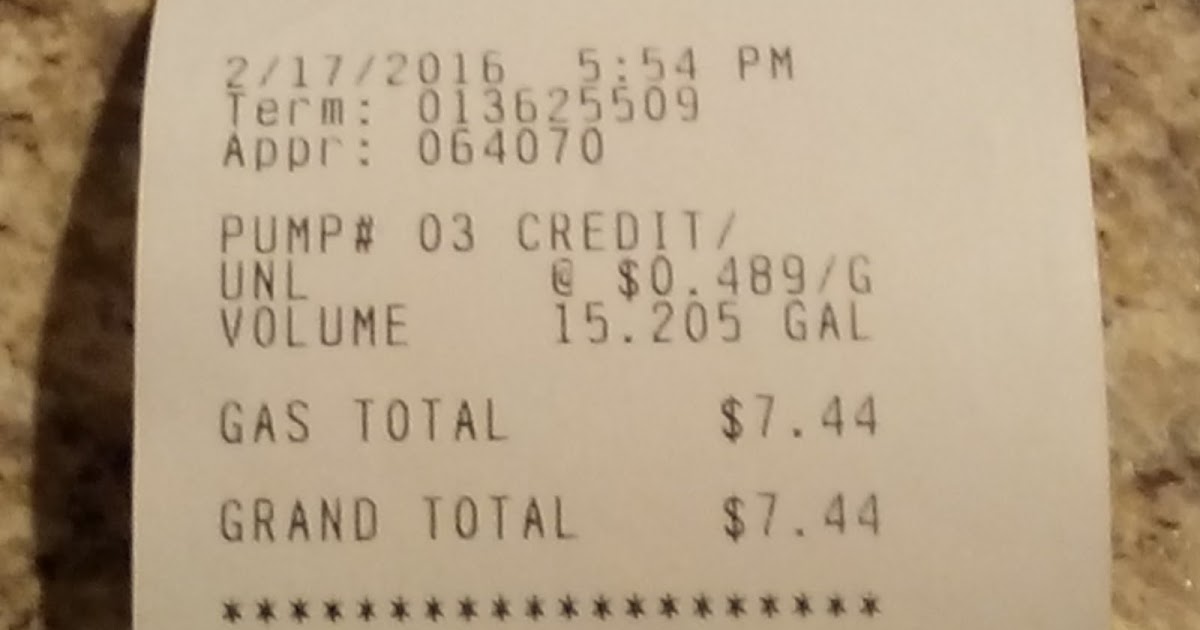 2/17/2016 5:54 PM
Term: 013625509
Appr: 064070
PUMP# 03 CREDIT/
UNL @ $0.489/G
VOLUME 15.205 GAL
GAS TOTAL $7.44
GRAND TOTAL $7.44
********************